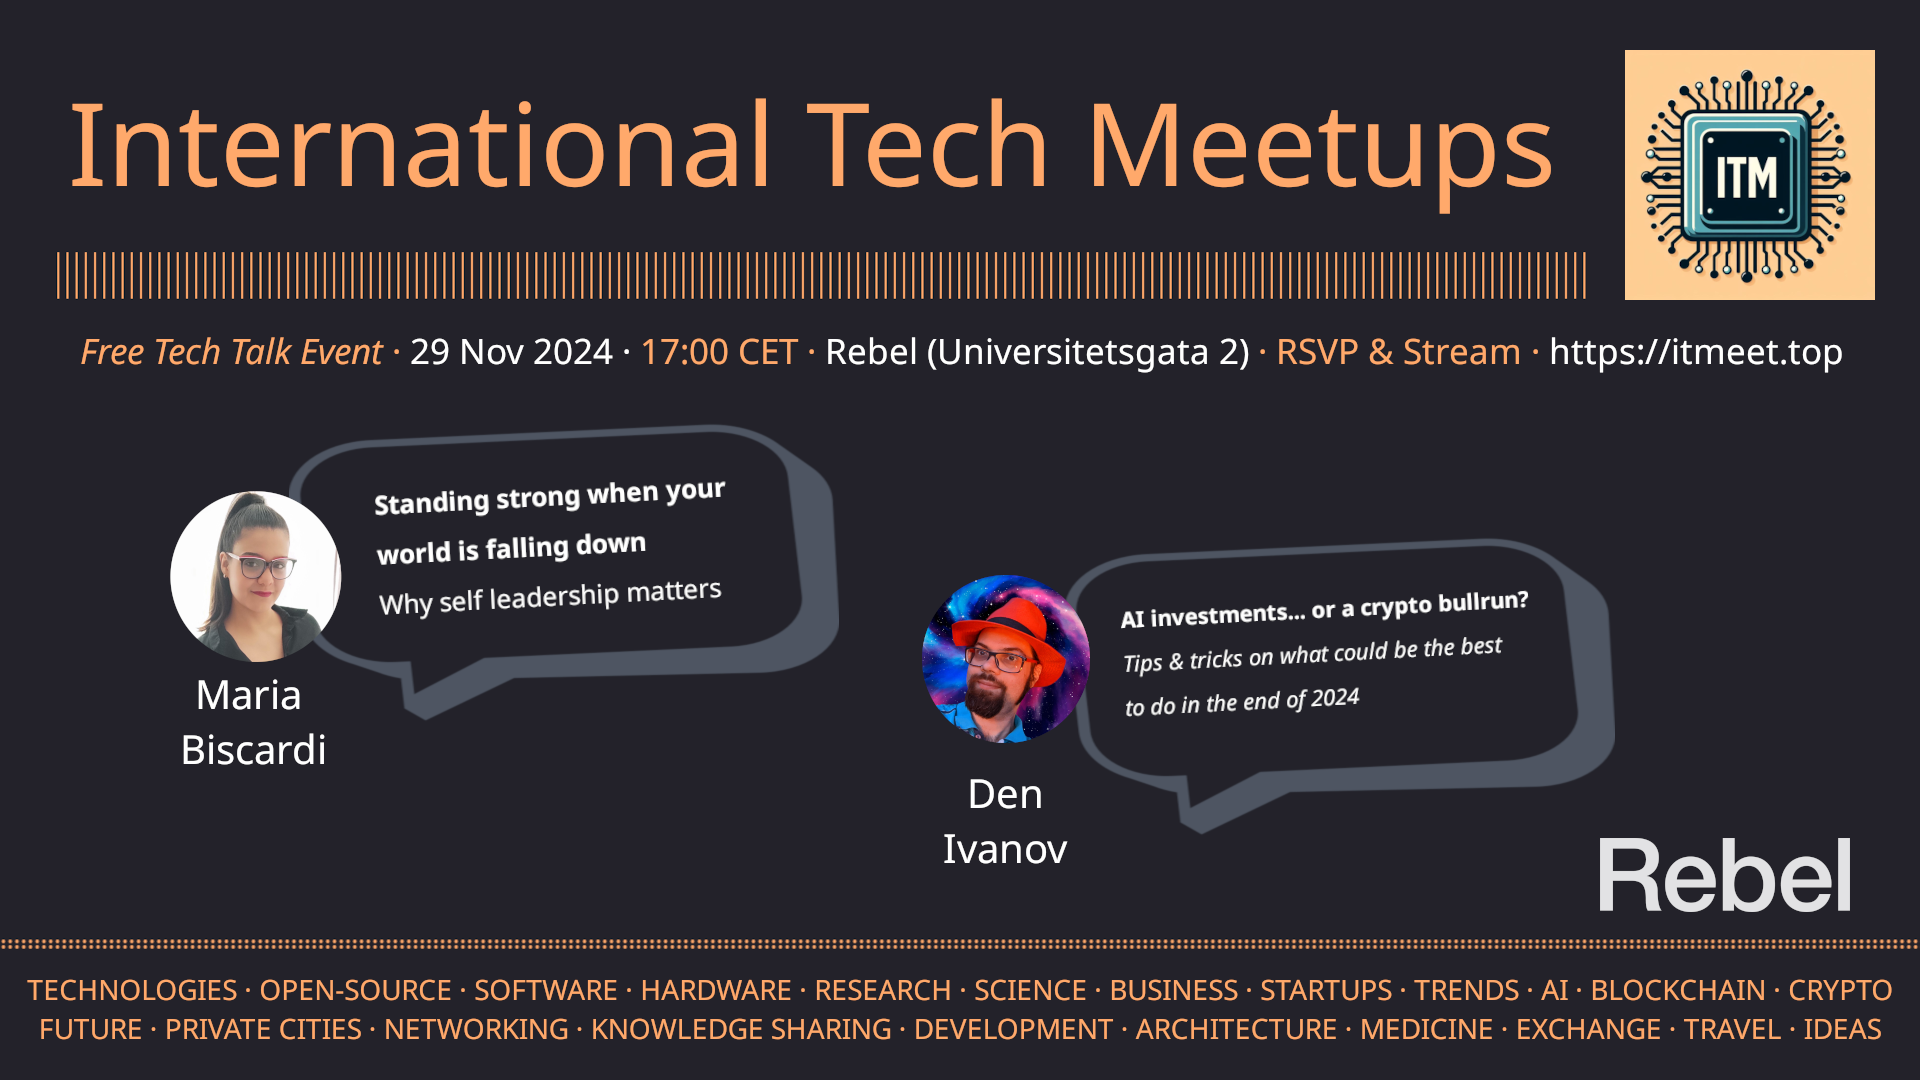 International Tech Meetups
ITM
Free Tech Talk Event · 29 Nov 2024 · 17:00 CET · Rebel (Universitetsgata 2) · RSVP & Stream · https://itmeet.top
Standing strong when your
world is falling down
Why self leadership matters
Maria
Biscardi
AI investments... or a crypto bullrun?
Tips & tricks on what could be the best
to do in the end of 2024
Den
Ivanov
Rebel
TECHNOLOGIES · OPEN-SOURCE · SOFTWARE · HARDWARE · RESEARCH · SCIENCE · BUSINESS · STARTUPS · TRENDS · AI · BLOCKCHAIN · CRYPTO
FUTURE · PRIVATE CITIES · NETWORKING · KNOWLEDGE SHARING · DEVELOPMENT · ARCHITECTURE · MEDICINE · EXCHANGE · TRAVEL · IDEAS